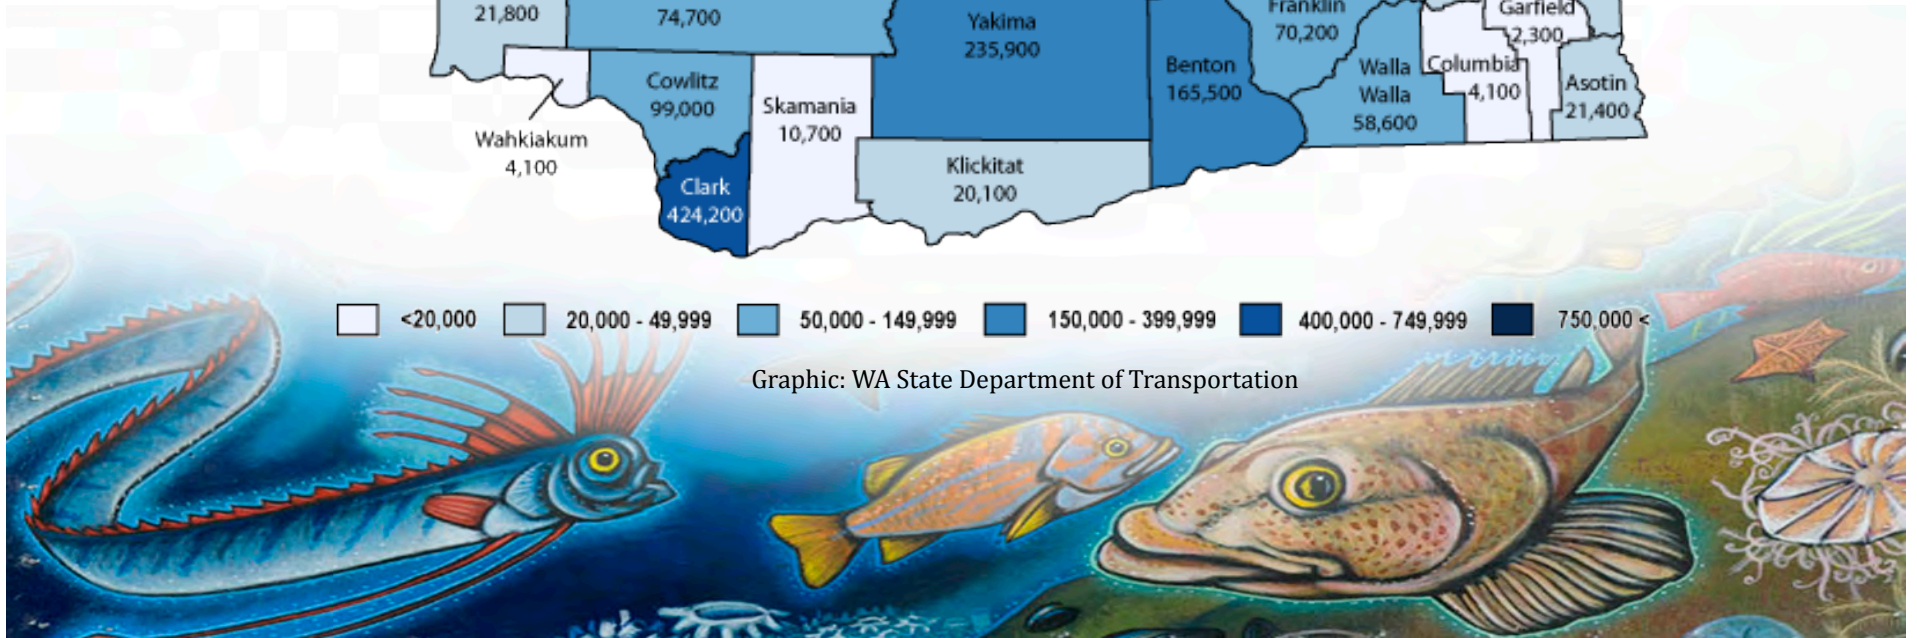 21,800
74,700
Yakima
235,900
Franklin
70,200
Garfield
2,300
Benton
165,500
Walla
Walla
58,600
Columbia
4,100
Asotin
21,400
Cowlitz
99,000
Skamania
10,700
Wahkiakum
4,100
Klickitat
20,100
Clark
424,200
<20,000
20,000 - 49,999
50,000 - 149,999
150,000 - 399,999
400,000 - 749,999
750,000 <
Graphic: WA State Department of Transportation